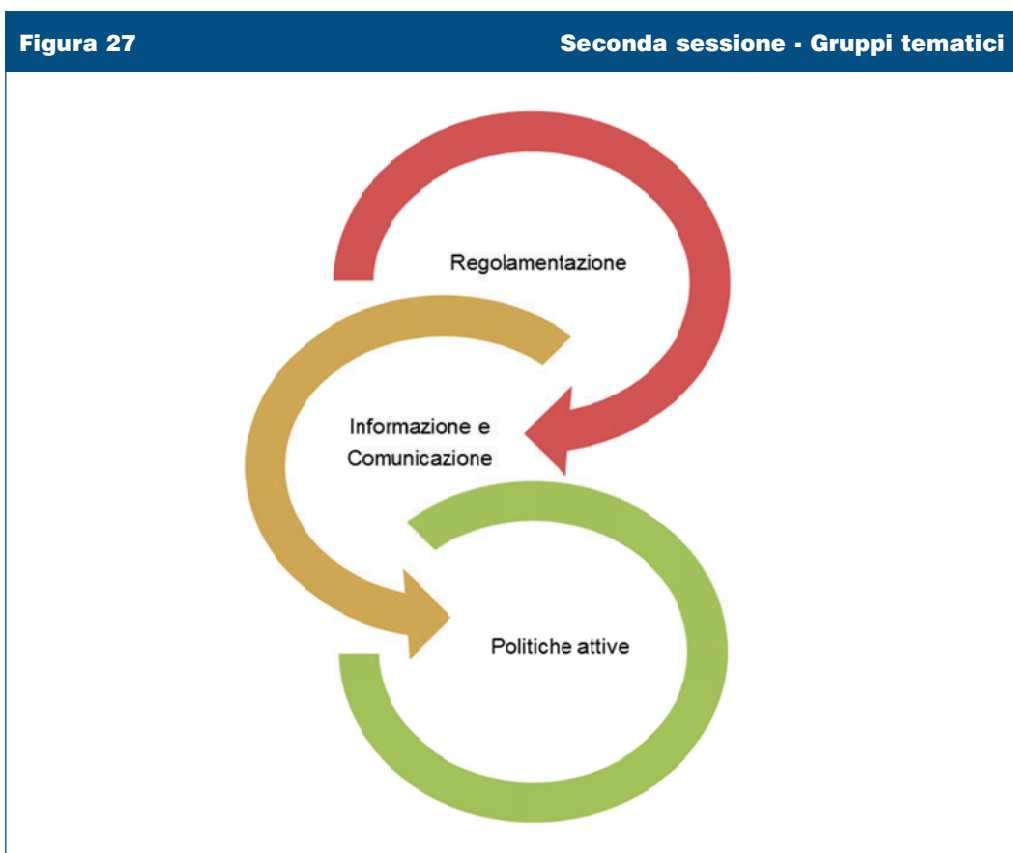 Figura 27
Seconda sessione - Gruppi tematici
Regolamentazione
Informazione e
Comunicazione
Politiche attive